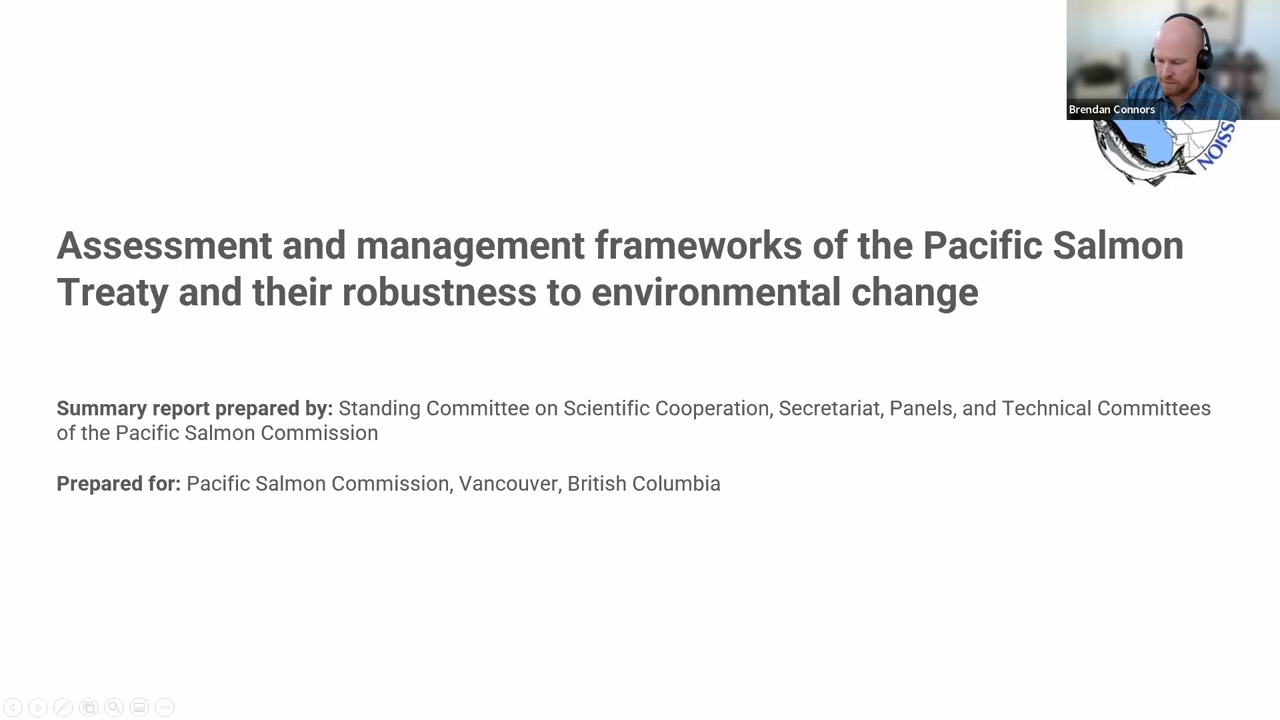 Brendan Connors
SSION
Assessment and management frameworks of the Pacific Salmon
Treaty and their robustness to environmental change
Summary report prepared by: Standing Committee on Scientific Cooperation, Secretariat, Panels, and Technical Committees
of the Pacific Salmon Commission
Prepared for: Pacific Salmon Commission, Vancouver, British Columbia